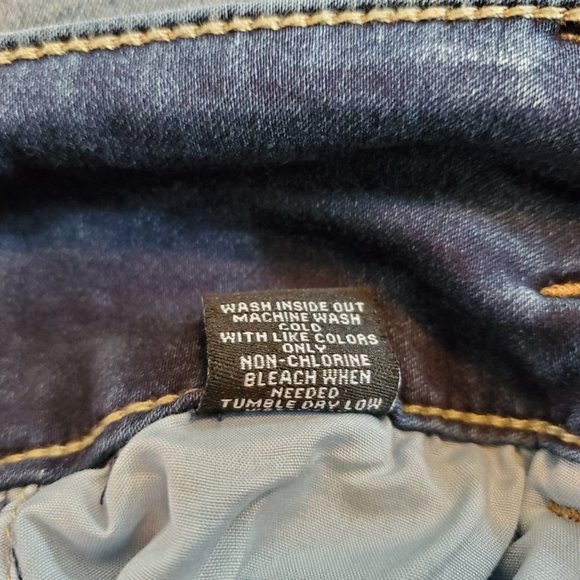 WASH INSIDE OUT
MACHINE WASH
COLD
WITH LIKE COLORS
ONLY
NON-CHLORINE
BLEACH WHEN
NEEDED
TUMBLE DRY LOW